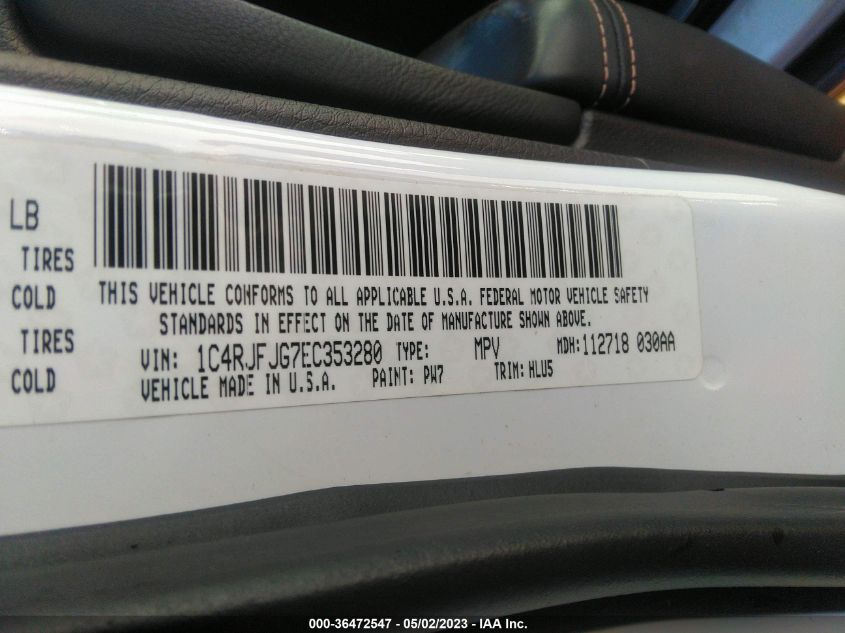 LB
TIRES
COLD
TIRES
COLD
THIS VEHICLE CONFORMS TO ALL APPLICABLE U.S.A. FEDERAL MOTOR VEHICLE SAFETY
STANDARDS IN EFFECT ON THE DATE OF MANUFACTURE SHOWN ABOVE.
VIN: 1C4RJFJG7EC353280 TYPE: MPV MDH:112718 030AA
VEHICLE MADE IN U.S.A. PAINT: PW7 TRIM: HLU5
000-36472547 - 05/02/2023 - IAA Inc.